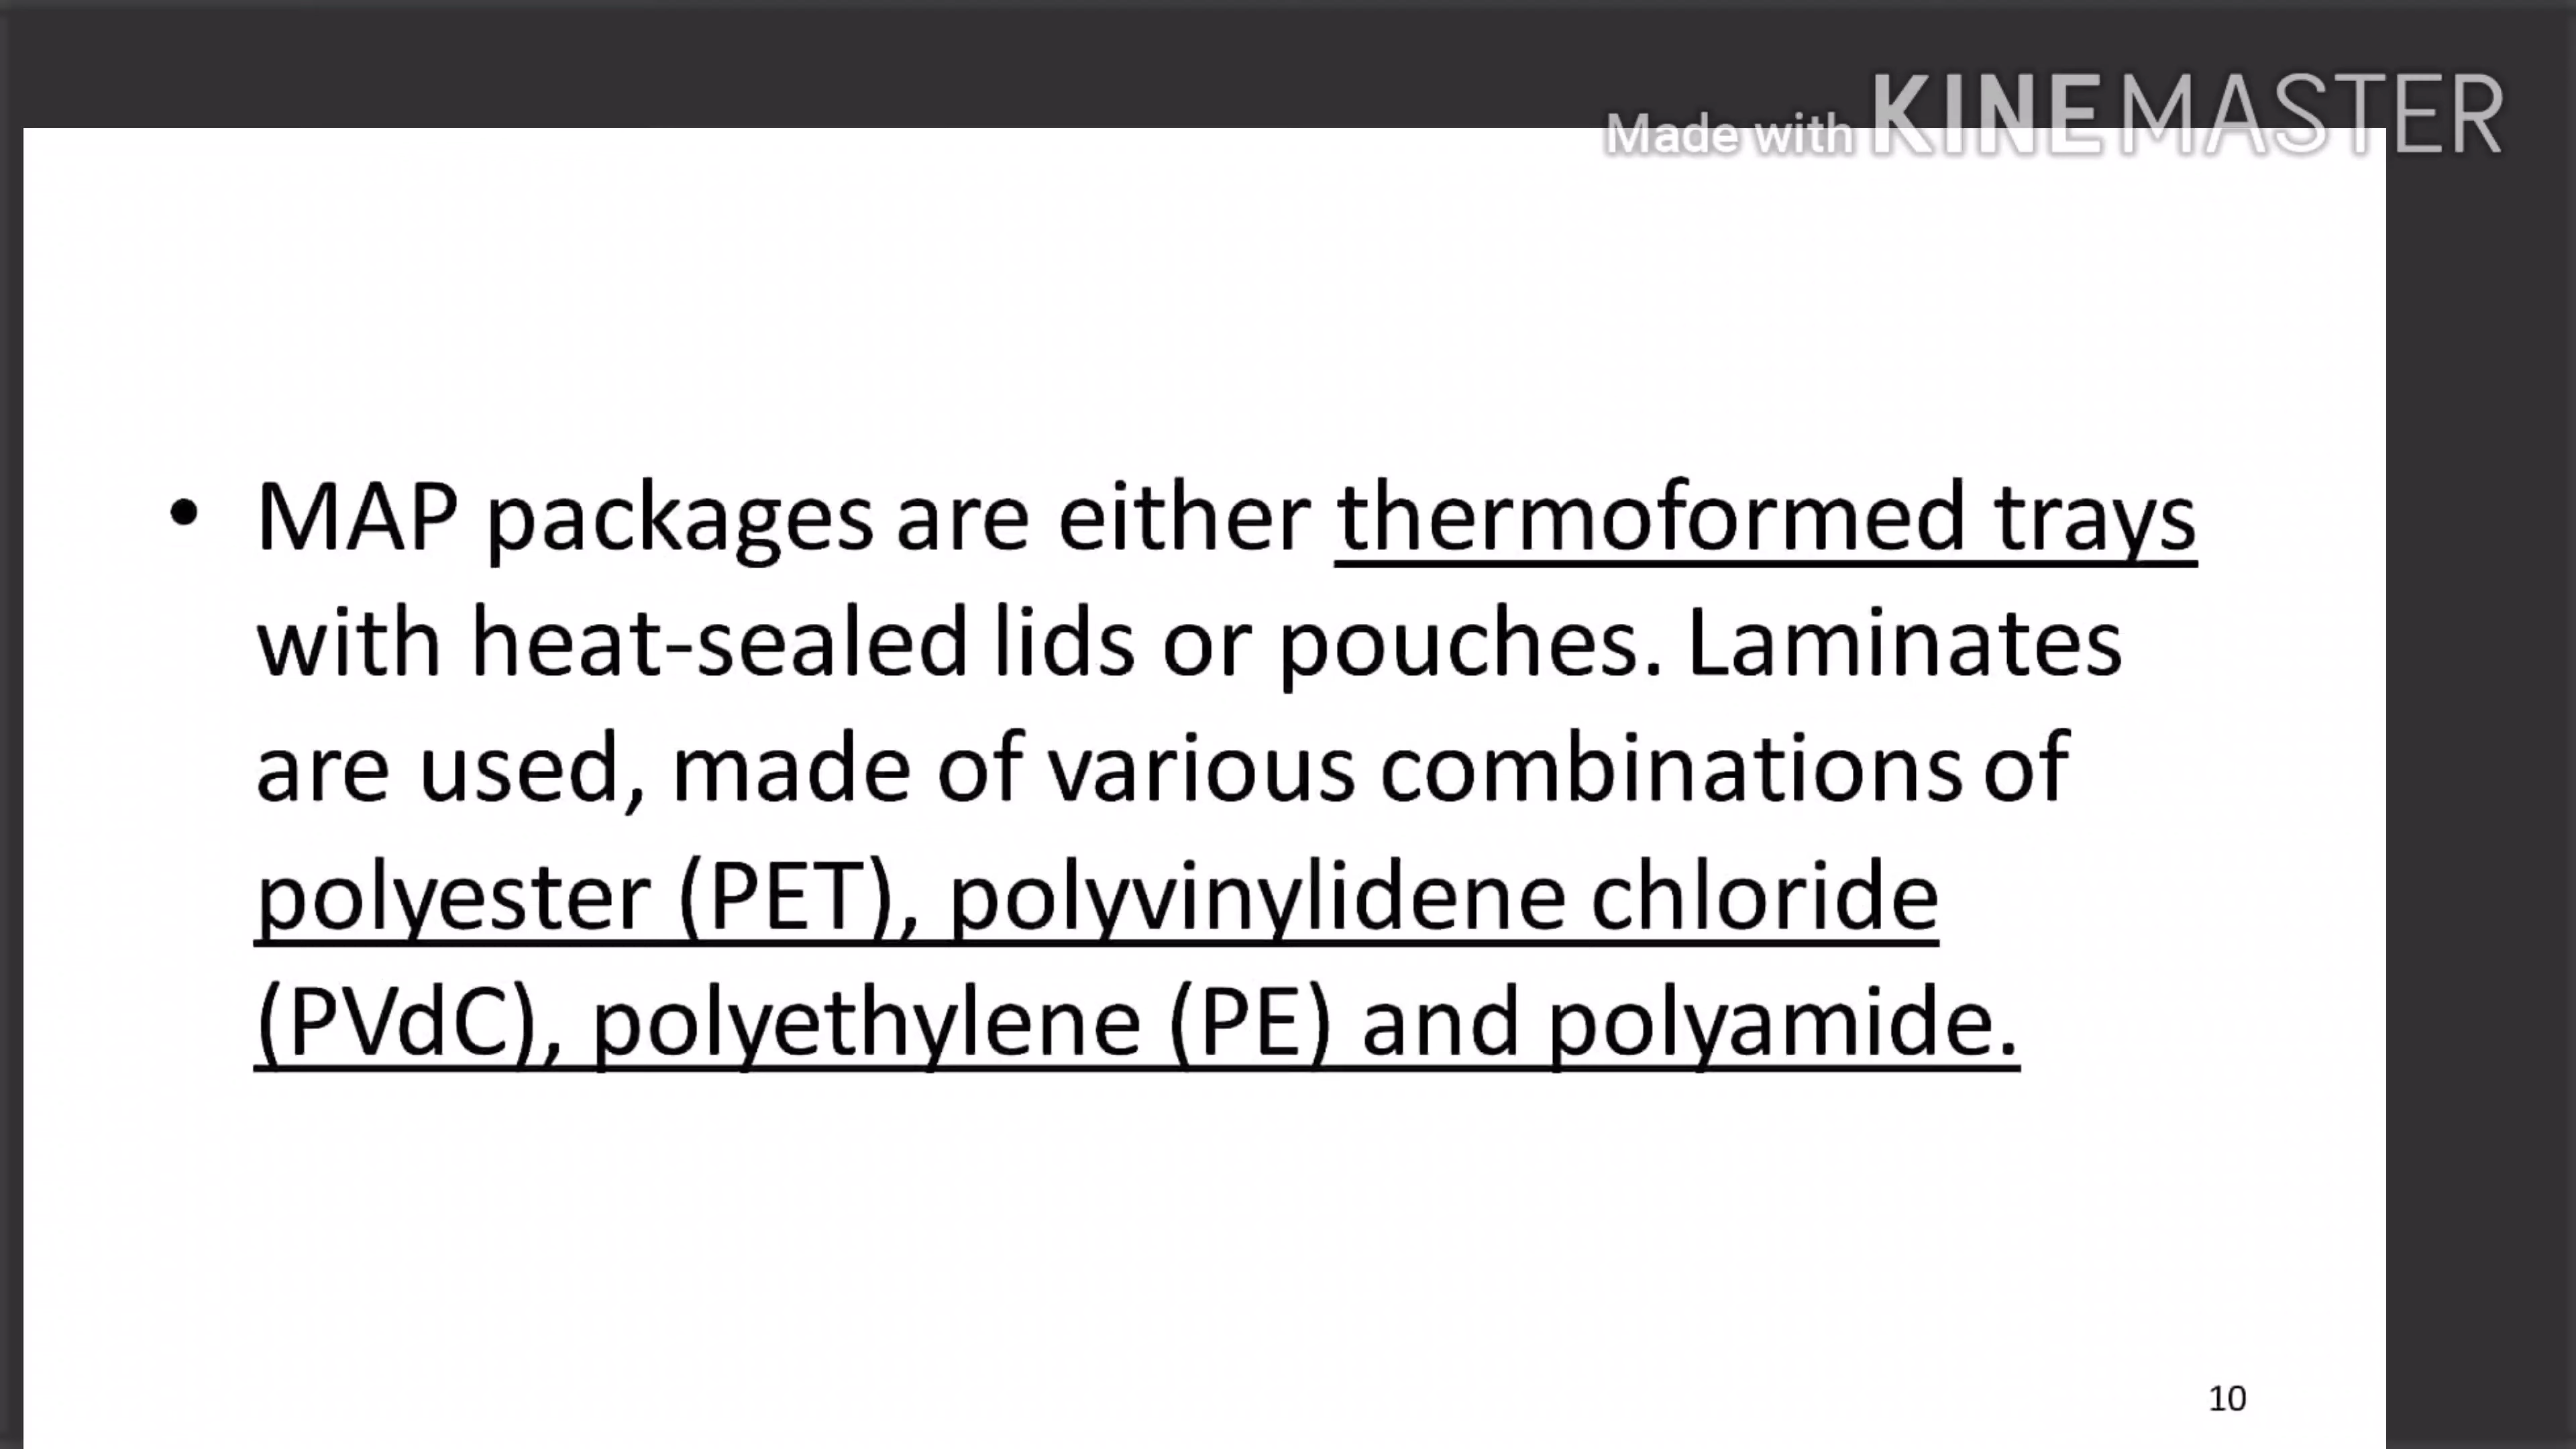 Made with KINEMASTER
• MAP packages are either thermoformed trays
with heat-sealed lids or pouches. Laminates
are used, made of various combinations of
polyester (PET), polyvinylidene chloride
(PVdC), polyethylene (PE) and polyamide.
10